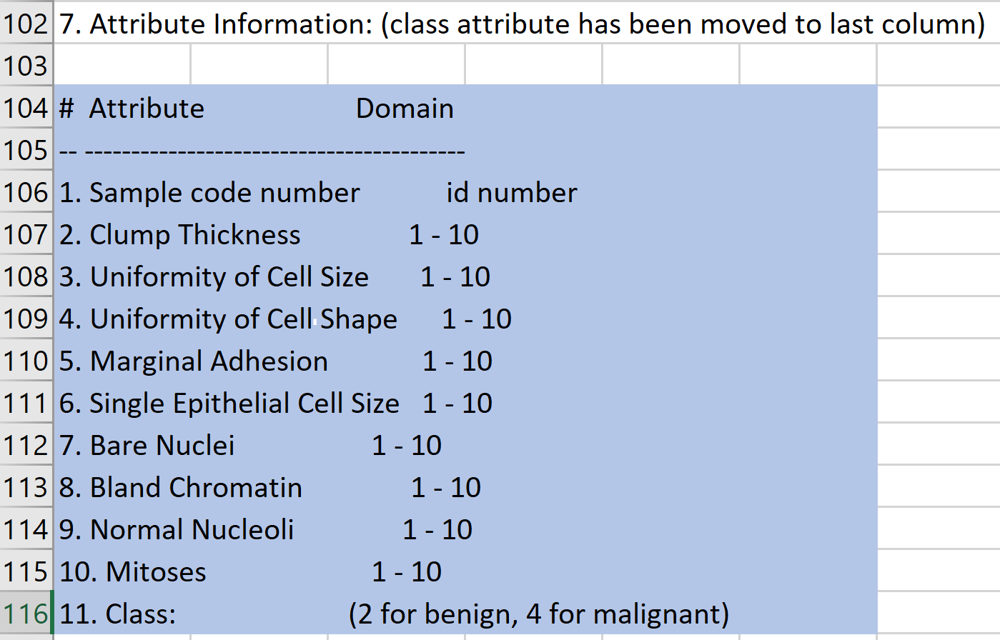 102 7. Attribute Information: (class attribute has been moved to last column)
103
104 # Attribute Domain
105 -- -----------------------------------------
106 1. Sample code number id number
107 2. Clump Thickness 1 - 10
108 3. Uniformity of Cell Size 1 - 10
109 4. Uniformity of Cell Shape 1 - 10
110 5. Marginal Adhesion 1 - 10
111 6. Single Epithelial Cell Size 1 - 10
112 7. Bare Nuclei 1 - 10
113 8. Bland Chromatin 1 - 10
114 9. Normal Nucleoli 1 - 10
115 10. Mitoses 1 - 10
116 11. Class: (2 for benign, 4 for malignant)